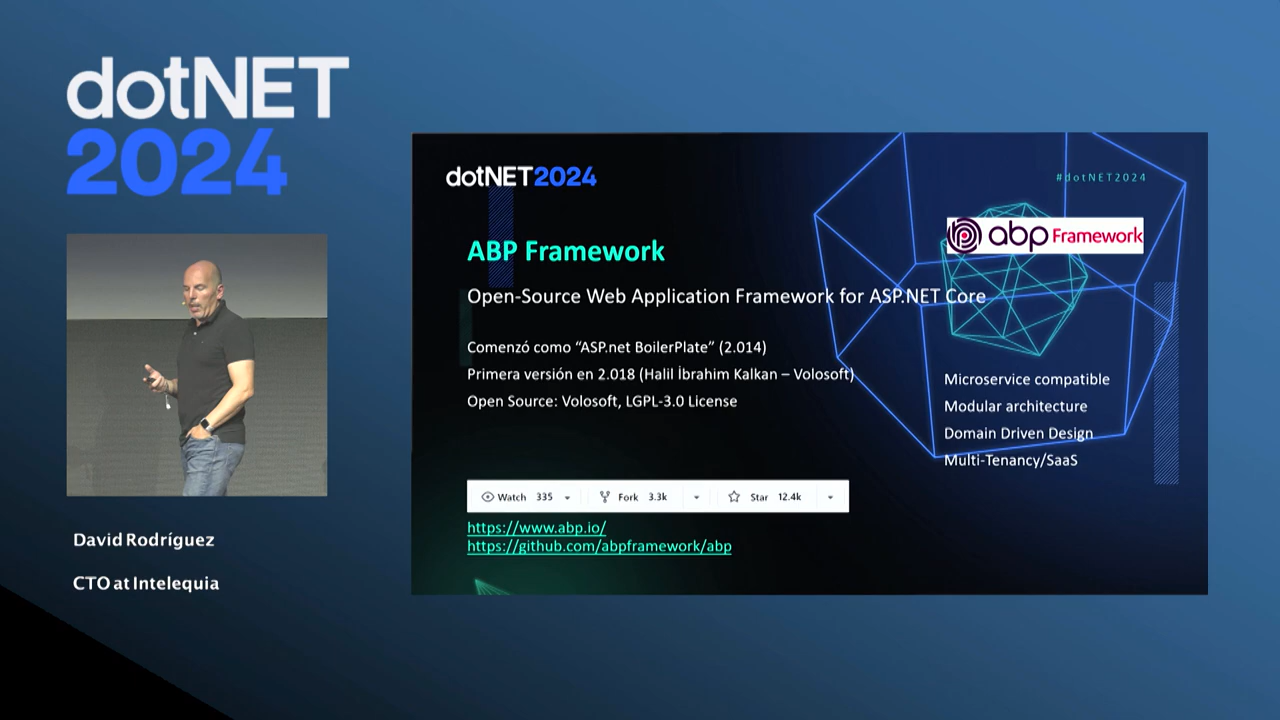 dotNET
2024
David Rodríguez
CTO at Intelequia
dotNET2024
#dotNET2024
abp Framework
ABP Framework
Open-Source Web Application Framework for ASP.NET Core
Comenzó como “ASP.net BoilerPlate” (2.014)
Primera versión en 2.018 (Halil İbrahim Kalkan – Volosoft)
Open Source: Volosoft, LGPL-3.0 License
Microservice compatible
Modular architecture
Domain Driven Design
Multi-Tenancy/SaaS
Watch 335 Fork 3.3k Star 12.4k
https://www.abp.io/
https://github.com/abpframework/abp